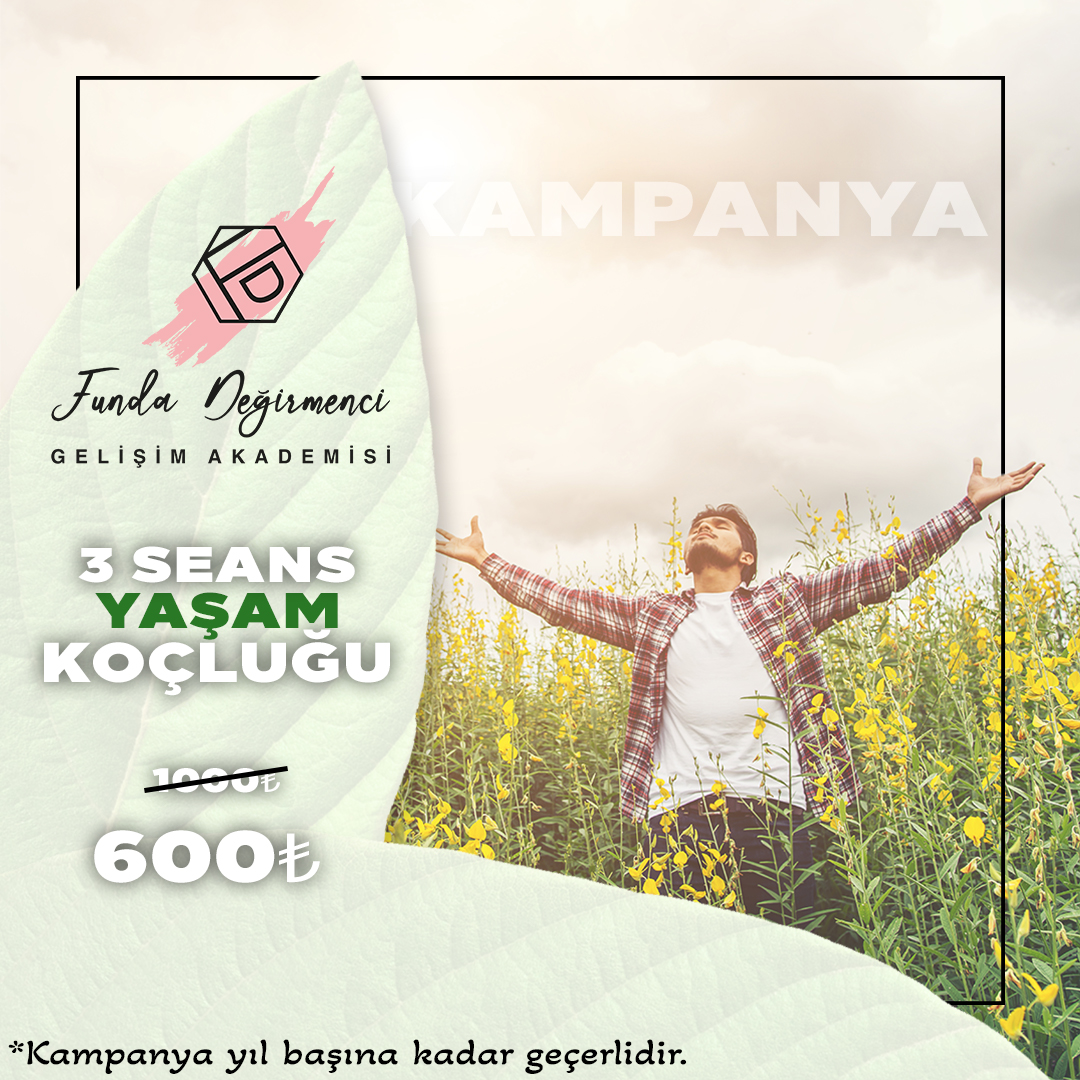 KAMPANYA
Funda Değirmenci
GELİŞİM AKADEMİSİ
3 SEANS
YAŞAM
KOÇLUĞU
1000₺
600₺
*Kampanya yıl başına kadar geçerlidir.